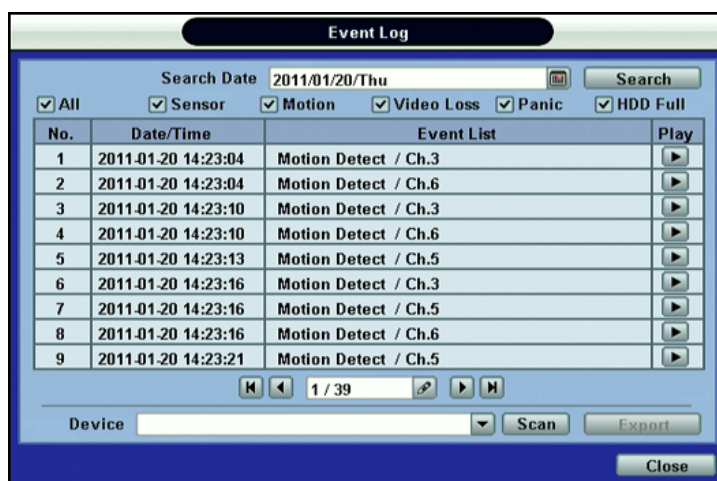 Event Log
Search Date 2011/01/20/Thu Search
All Sensor Motion Video Loss Panic HDD Full
No. Date/Time Event List Play
1 2011-01-20 14:23:04 Motion Detect / Ch.3
2 2011-01-20 14:23:04 Motion Detect / Ch.6
3 2011-01-20 14:23:10 Motion Detect / Ch.3
4 2011-01-20 14:23:10 Motion Detect / Ch.6
5 2011-01-20 14:23:13 Motion Detect / Ch.5
6 2011-01-20 14:23:16 Motion Detect / Ch.3
7 2011-01-20 14:23:16 Motion Detect / Ch.5
8 2011-01-20 14:23:16 Motion Detect / Ch.6
9 2011-01-20 14:23:21 Motion Detect / Ch.5
1 / 39
Device Scan Export
Close